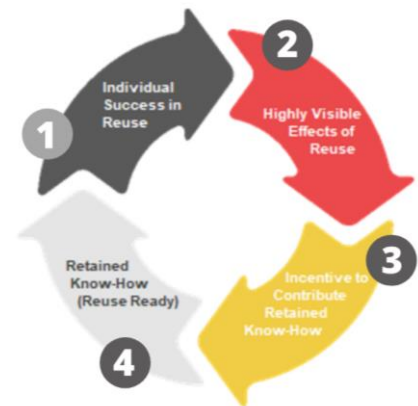 1
Individual
Success in
Reuse
2
Highly Visible
Effects of
Reuse
3
Incentive to
Contribute
Retained
Know-How
4
Retained
Know-How
(Reuse Ready)